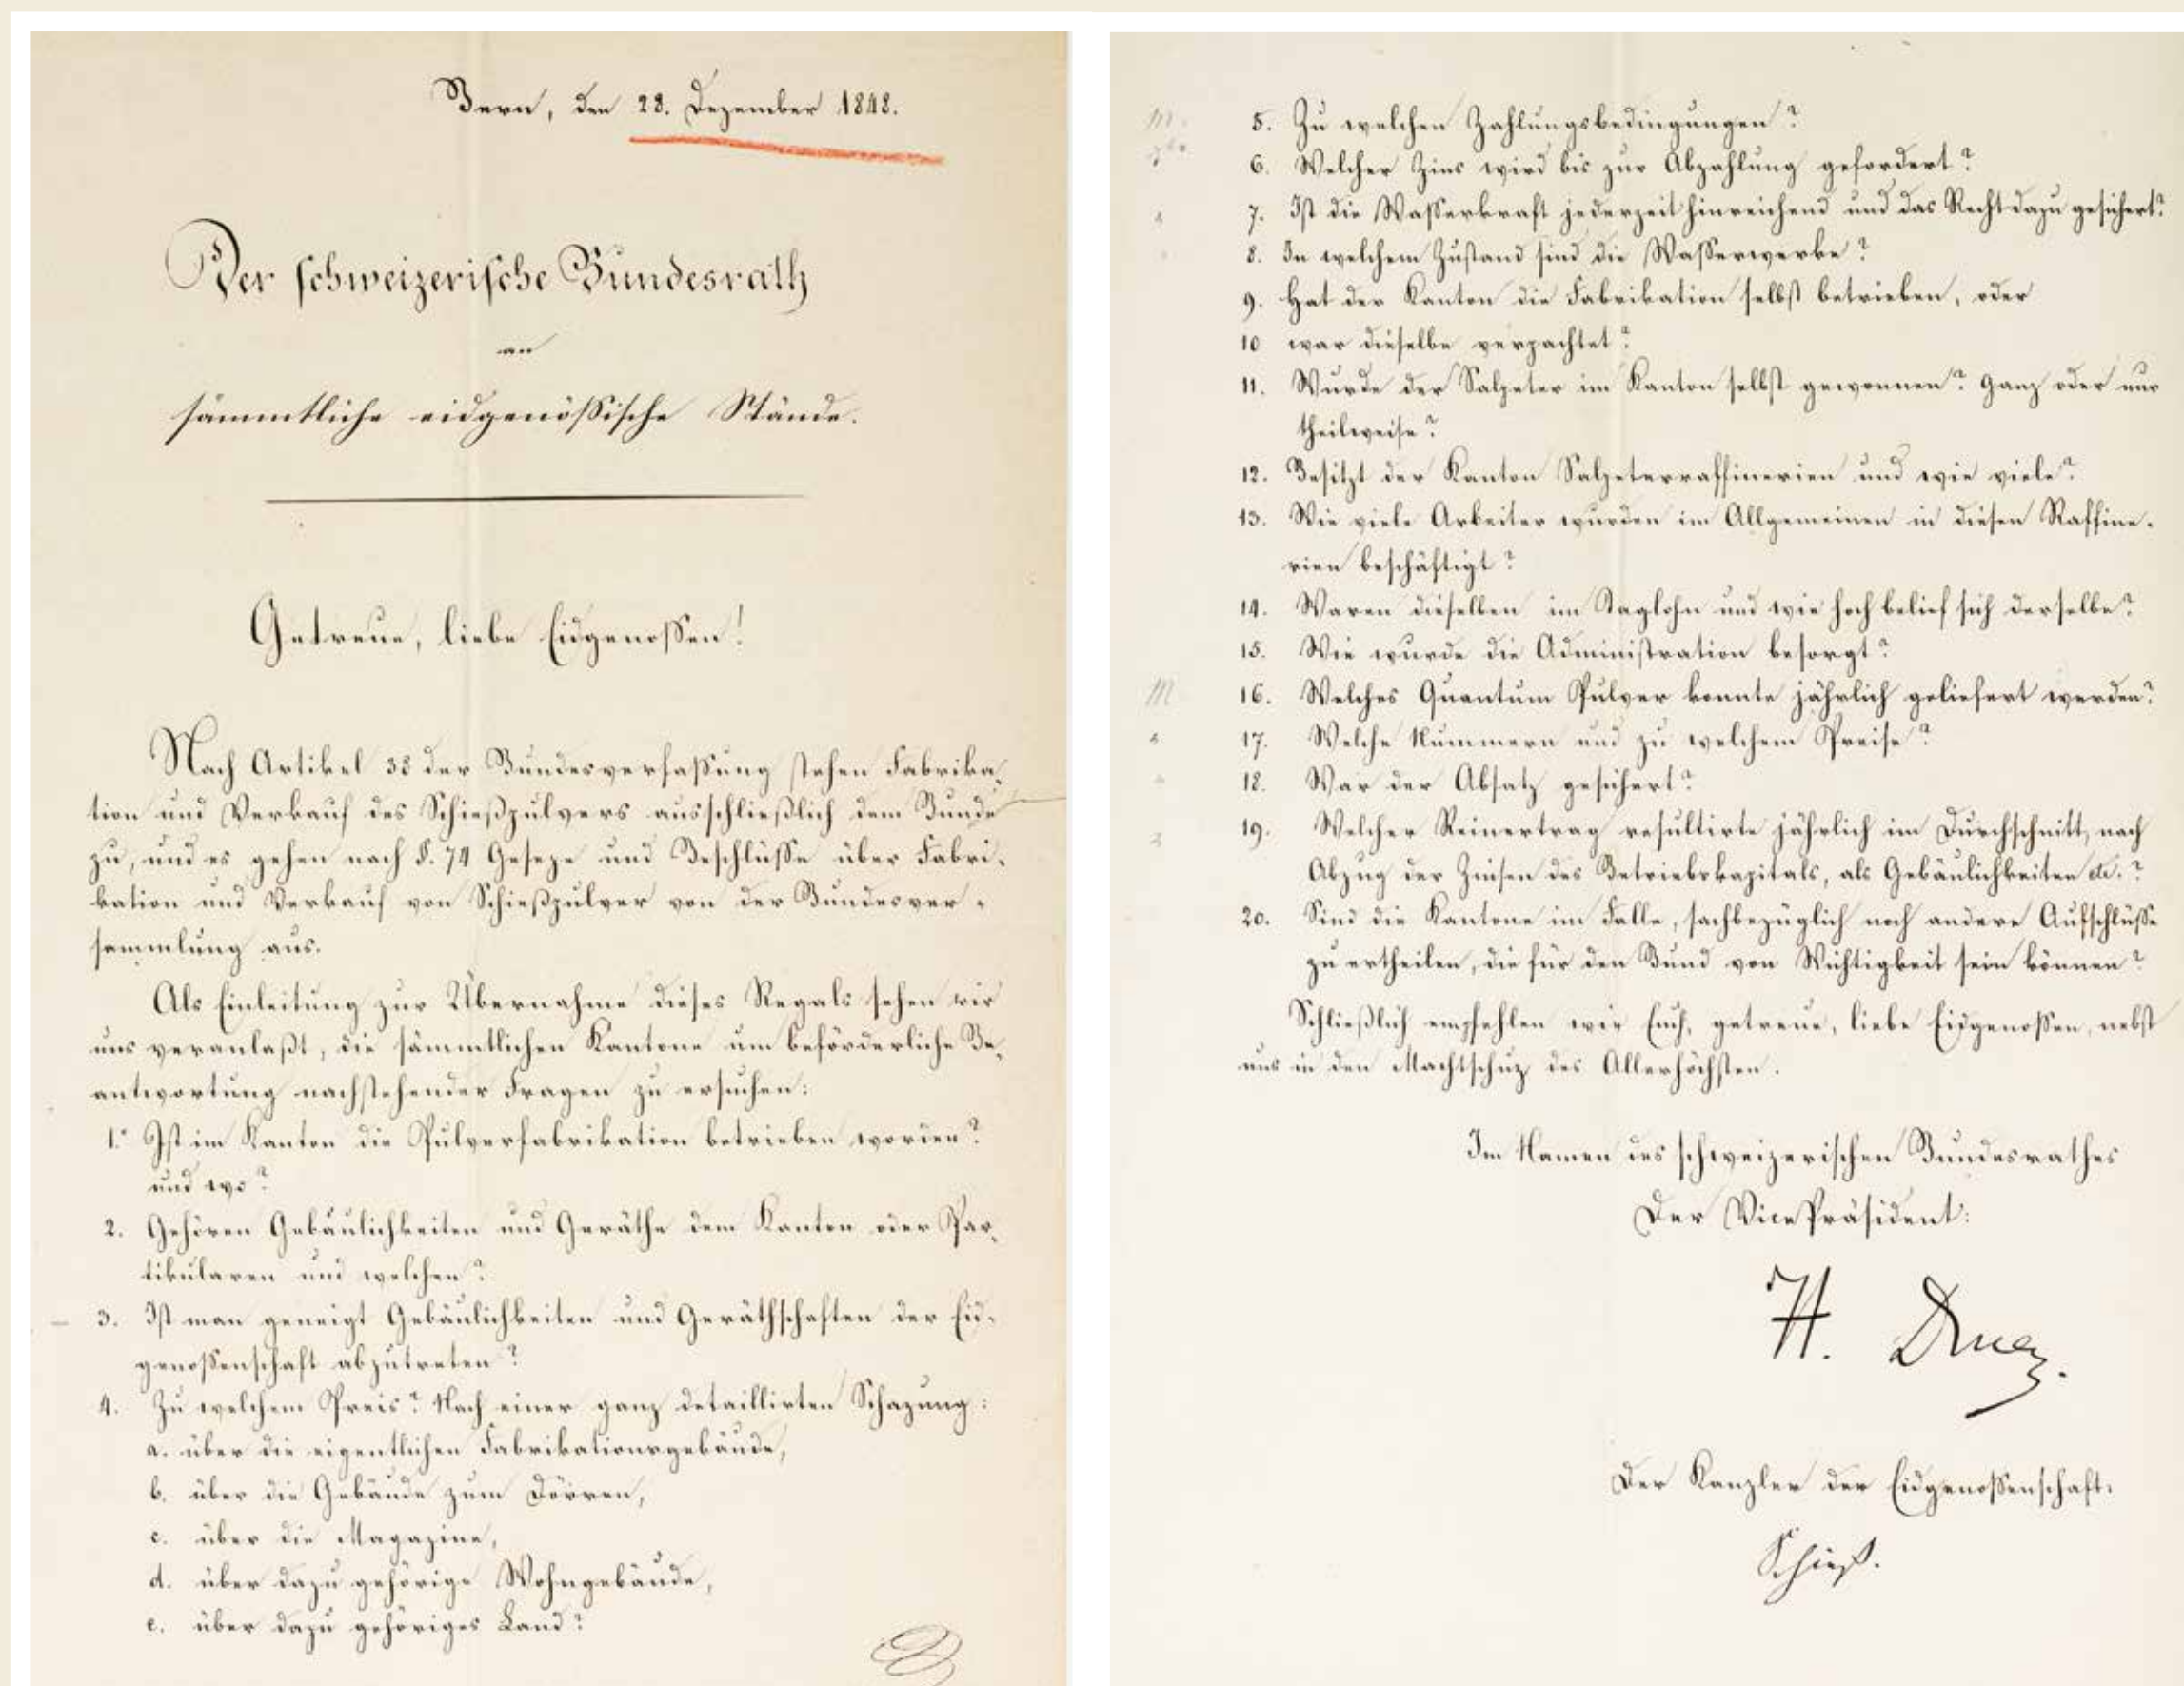 Bern, den 28. Dezember 1848.
Der schweizerische Bundesrath
an
sämmtliche eidgenössische Stände.
Getreue, liebe Eidgenossen!
Nach Artikel 38 der Bundesverfaßung stehen Fabrika-
tion und Verkauf des Schießpulvers ausschließlich dem Bunde
zu, und es gehen nach §. 74 Geseze und Beschlüsse über Fabri-
kation und Verkauf von Schießpulver von der Bundesver-
sammlung aus.
Als Einleitung zur Übernahme dieses Regals sehen wir
uns veranlaßt, die sämmtlichen Kantone um beförderliche Be-
antwortung nachstehender Fragen zu ersuchen:
1. Ist im Kanton die Pulverfabrikation betrieben worden?
und wo?
2. Gehören Gebäulichkeiten und Geräthe dem Kanton oder Par-
tikularen und welchen?
3. Ist man geneigt Gebäulichkeiten und Geräthschaften der Eid-
genossenschaft abzutreten?
4. Zu welchem Preis? Nach einer ganz detaillirten Schazung:
a. über die eigentlichen Fabrikationsgebäude,
b. über die Gebäude zum Dörren,
c. über die Magazine,
d. über dazu gehörige Wohngebäude,
e. über dazu gehöriges Land?
5. Zu welchen Zahlungsbedingungen?
6. Welcher Zins wird bis zur Abzahlung gefordert?
7. Ist die Wasserkraft jederzeit hinreichend und das Recht dazu gesichert?
8. In welchem Zustand sind die Wasserwerke?
9. Hat der Kanton die Fabrikation selbst betrieben, oder
10 war dieselbe verpachtet?
11. Wurde der Salpeter im Kanton selbst gewonnen? Ganz oder nur
theilweise?
12. Besitzt der Kanton Salpeterraffinerien und wie viele?
13. Wie viele Arbeiter wurden im Allgemeinen in diesen Raffine-
rien beschäftigt?
14. Waren dieselben im Taglohn und wie hoch belief sich derselbe?
15. Wie wurde die Administration besorgt?
16. Welches Quantum Pulver konnte jährlich geliefert werden?
17. Welche Nummern und zu welchem Preise?
18. War der Absatz gesichert?
19. Welcher Reinertrag resultirte jährlich im Durchschnitt, nach
Abzug der Zinsen des Betriebskapitals, als Gebäulichkeiten etc.?
20. Sind die Kantone im Falle, sachbezüglich noch andere Aufschlüsse
zu ertheilen, die für den Bund von Wichtigkeit sein können?
Schließlich empfehlen wir Euch, getreue, liebe Eidgenossen, nebst
uns in den Machtschuz des Allerhöchsten.
Im Namen des schweizerischen Bundesrathes
Der VicePräsident:
H. Druey.
Der Kanzler der Eidgenossenschaft:
Schieß.